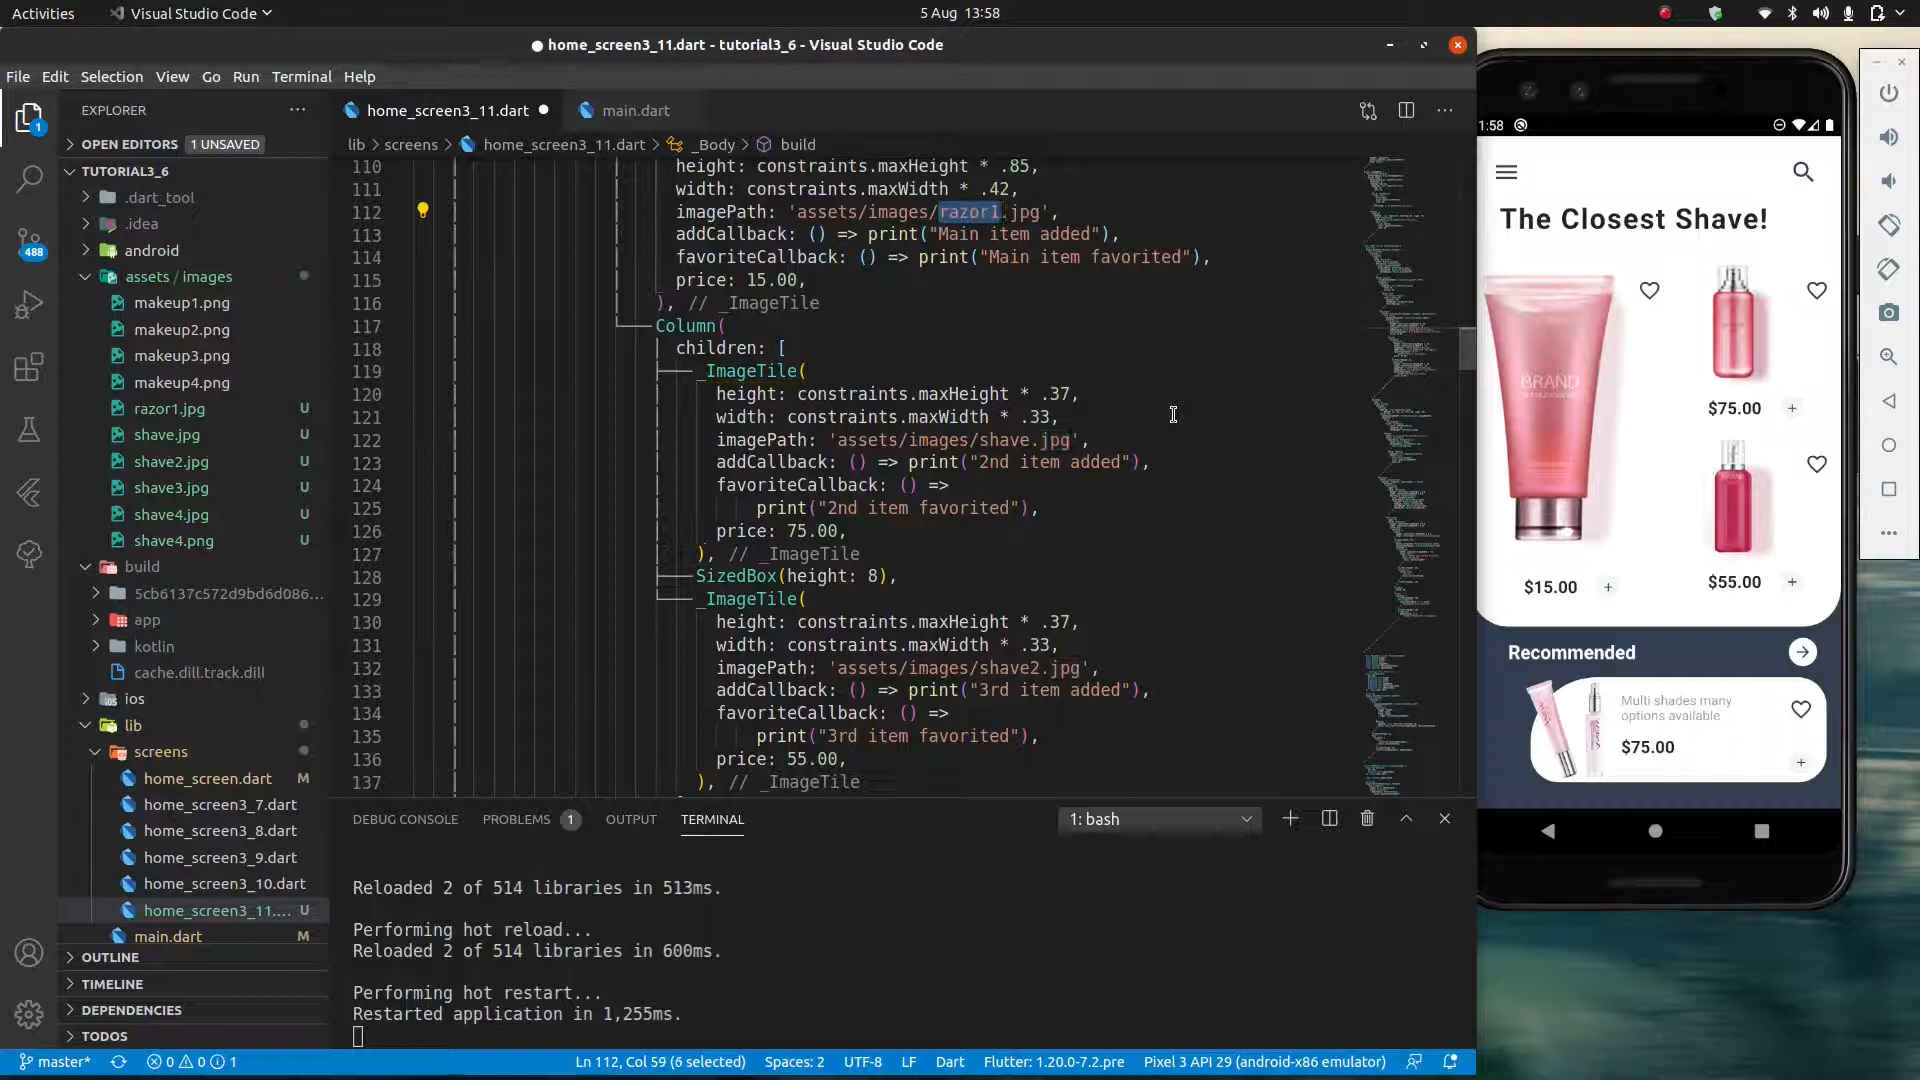 Activities
Visual Studio Code
5 Aug 13:58
home_screen3_11.dart - tutorial3_6 - Visual Studio Code
File Edit Selection View Go Run Terminal Help
EXPLORER
OPEN EDITORS 1 UNSAVED
TUTORIAL3_6
.dart_tool
.idea
android
assets / images
makeup1.png
makeup2.png
makeup3.png
makeup4.png
razor1.jpg U
shave.jpg U
shave2.jpg U
shave3.jpg U
shave4.jpg U
shave4.png U
build
5cb6137c572d9bd6d086...
app
kotlin
cache.dill.track.dill
ios
lib
screens
home_screen.dart M
home_screen3_7.dart
home_screen3_8.dart
home_screen3_9.dart
home_screen3_10.dart
home_screen3_11.... U
main.dart M
OUTLINE
TIMELINE
DEPENDENCIES
TODOS
1
488
home_screen3_11.dart
main.dart
lib > screens > home_screen3_11.dart > _Body > build
110 height: constraints.maxHeight * .85,
111 width: constraints.maxWidth * .42,
112 imagePath: 'assets/images/razor1.jpg',
113 addCallback: () => print("Main item added"),
114 favoriteCallback: () => print("Main item favorited"),
115 price: 15.00,
116 ), // _ImageTile
117 Column(
118 children: [
119 _ImageTile(
120 height: constraints.maxHeight * .37,
121 width: constraints.maxWidth * .33,
122 imagePath: 'assets/images/shave.jpg',
123 addCallback: () => print("2nd item added"),
124 favoriteCallback: () =>
125 print("2nd item favorited"),
126 price: 75.00,
127 ), // _ImageTile
128 SizedBox(height: 8),
129 _ImageTile(
130 height: constraints.maxHeight * .37,
131 width: constraints.maxWidth * .33,
132 imagePath: 'assets/images/shave2.jpg',
133 addCallback: () => print("3rd item added"),
134 favoriteCallback: () =>
135 print("3rd item favorited"),
136 price: 55.00,
137 ), // _ImageTile
DEBUG CONSOLE PROBLEMS 1 OUTPUT TERMINAL
1: bash
Reloaded 2 of 514 libraries in 513ms.
Performing hot reload...
Reloaded 2 of 514 libraries in 600ms.
Performing hot restart...
Restarted application in 1,255ms.
master* 0 0 1
Ln 112, Col 59 (6 selected) Spaces: 2 UTF-8 LF Dart Flutter: 1.20.0-7.2.pre Pixel 3 API 29 (android-x86 emulator)
1:58
The Closest Shave!
BRAND
BRAND
$75.00 +
$15.00 +
$55.00 +
Recommended
Multi shades many
options available
$75.00
+